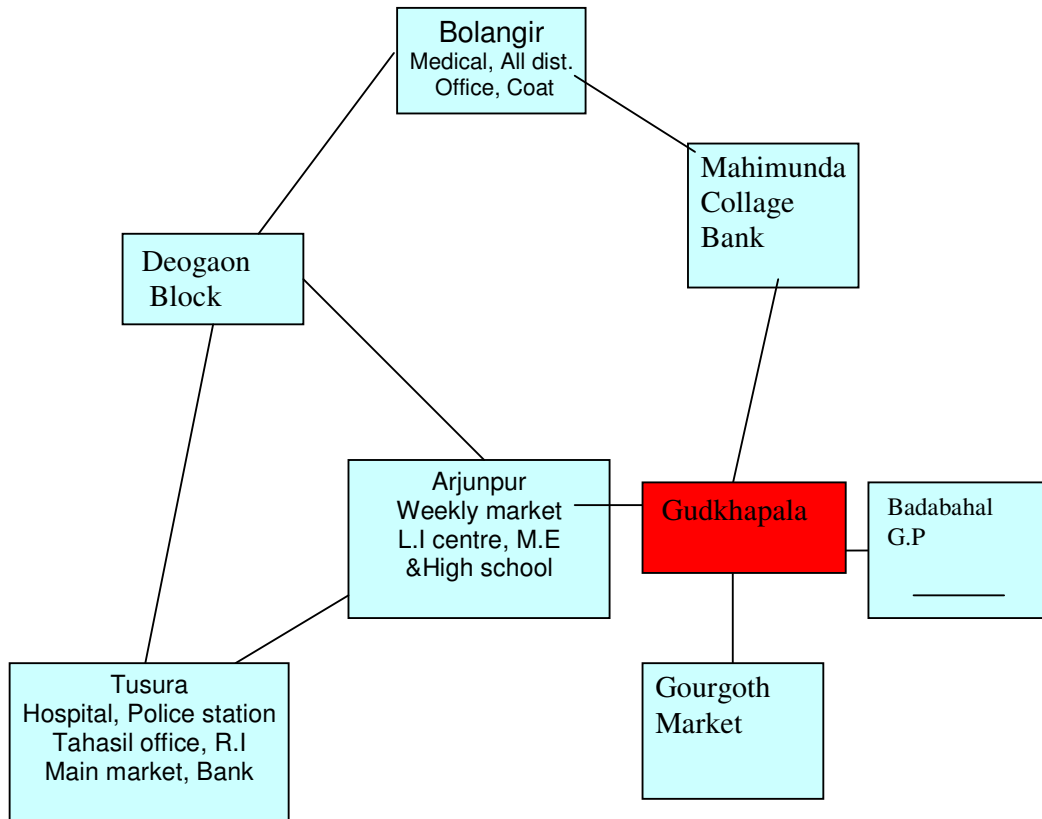 Bolangir
Medical, All dist.
Office, Coat
Mahimunda
Collage
Bank
Deogaon
Block
Arjunpur
Weekly market
L.I centre, M.E
&High school
Gudkhapala
Badabahal
G.P
Tusura
Hospital, Police station
Tahasil office, R.I
Main market, Bank
Gourgoth
Market